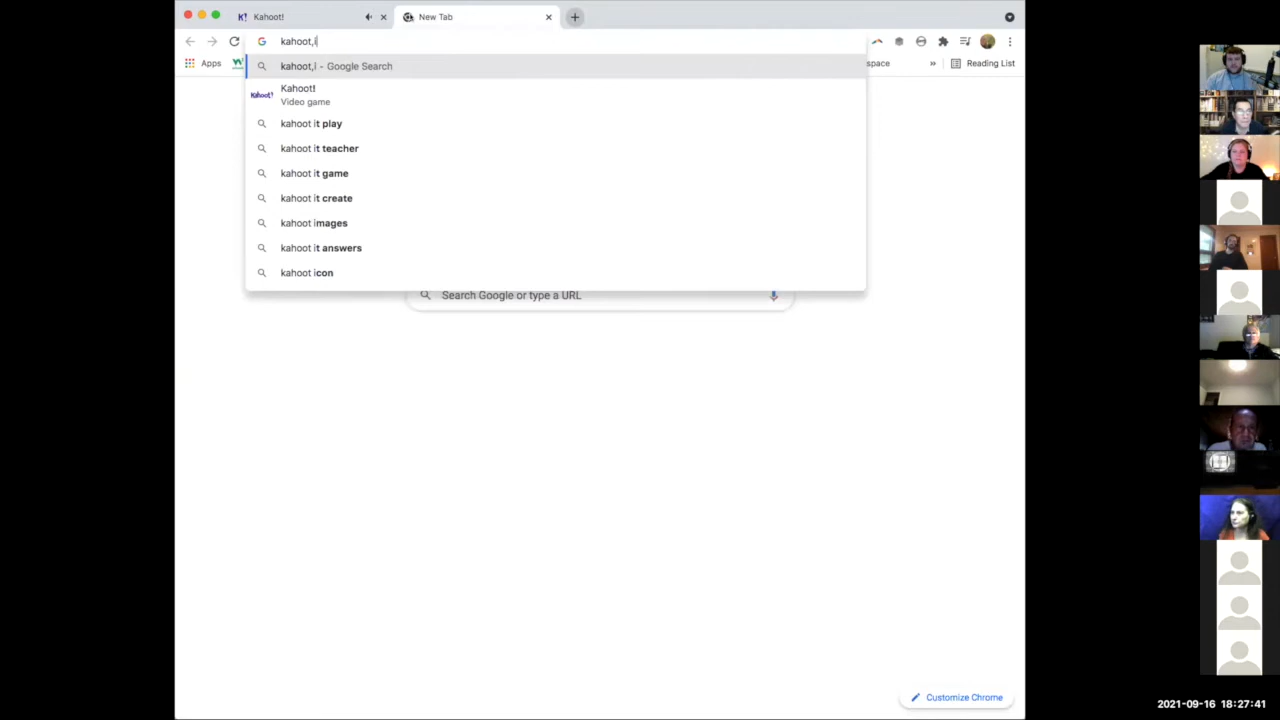 Kahoot!
New Tab
kahoot,i
Apps
space
»
Reading List
kahoot,i - Google Search
Kahoot!
Kahoot!
Video game
kahoot it play
kahoot it teacher
kahoot it game
kahoot it create
kahoot images
kahoot it answers
kahoot icon
Search Google or type a URL
Customize Chrome
2021-09-16 18:27:41